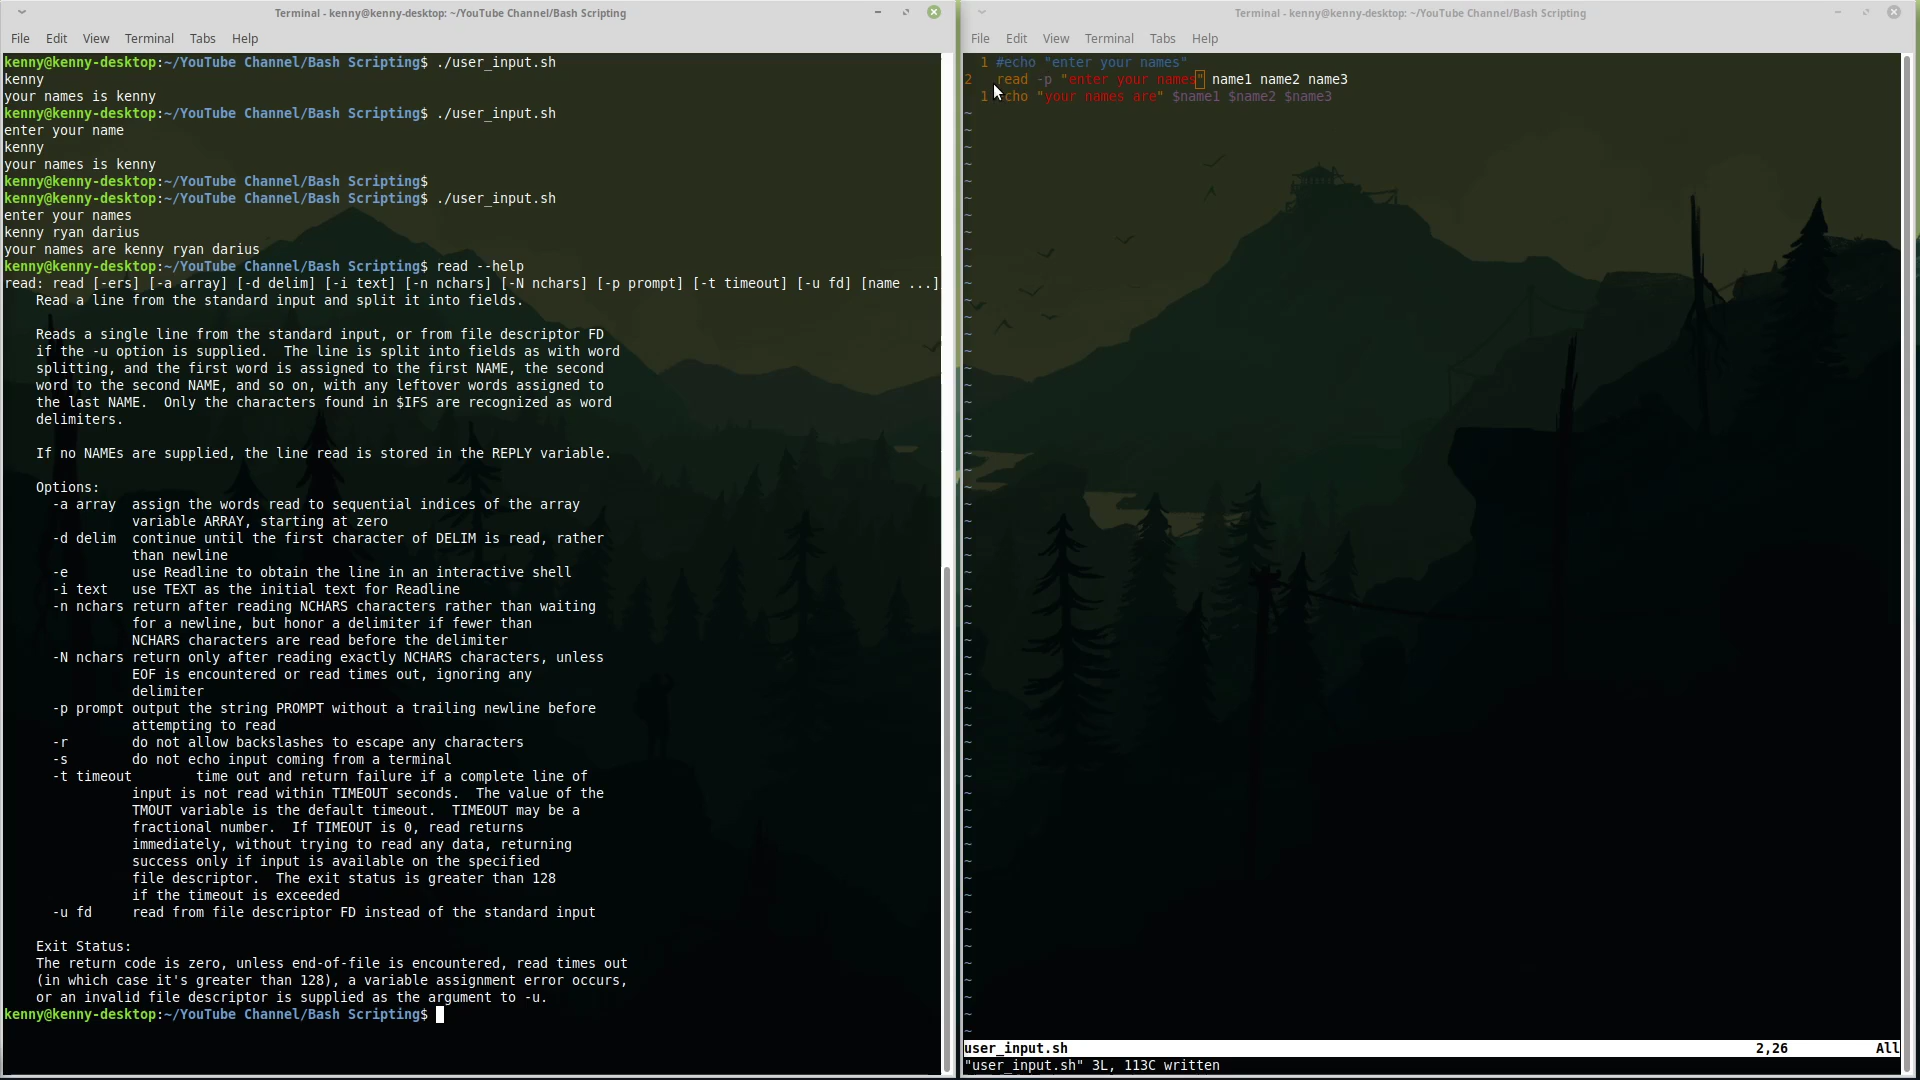 Terminal - kenny@kenny-desktop: ~/YouTube Channel/Bash Scripting
File Edit View Terminal Tabs Help
kenny@kenny-desktop:~/YouTube Channel/Bash Scripting$ ./user_input.sh
kenny
your names is kenny
kenny@kenny-desktop:~/YouTube Channel/Bash Scripting$ ./user_input.sh
enter your name
kenny
your names is kenny
kenny@kenny-desktop:~/YouTube Channel/Bash Scripting$
kenny@kenny-desktop:~/YouTube Channel/Bash Scripting$ ./user_input.sh
enter your names
kenny ryan darius
your names are kenny ryan darius
kenny@kenny-desktop:~/YouTube Channel/Bash Scripting$ read --help
read: read [-ers] [-a array] [-d delim] [-i text] [-n nchars] [-N nchars] [-p prompt] [-t timeout] [-u fd] [name ...]
    Read a line from the standard input and split it into fields.

    Reads a single line from the standard input, or from file descriptor FD
    if the -u option is supplied.  The line is split into fields as with word
    splitting, and the first word is assigned to the first NAME, the second
    word to the second NAME, and so on, with any leftover words assigned to
    the last NAME.  Only the characters found in $IFS are recognized as word
    delimiters.

    If no NAMEs are supplied, the line read is stored in the REPLY variable.

    Options:
      -a array  assign the words read to sequential indices of the array
                variable ARRAY, starting at zero
      -d delim  continue until the first character of DELIM is read, rather
                than newline
      -e        use Readline to obtain the line in an interactive shell
      -i text   use TEXT as the initial text for Readline
      -n nchars return after reading NCHARS characters rather than waiting
                for a newline, but honor a delimiter if fewer than
                NCHARS characters are read before the delimiter
      -N nchars return only after reading exactly NCHARS characters, unless
                EOF is encountered or read times out, ignoring any
                delimiter
      -p prompt output the string PROMPT without a trailing newline before
                attempting to read
      -r        do not allow backslashes to escape any characters
      -s        do not echo input coming from a terminal
      -t timeout        time out and return failure if a complete line of
                input is not read within TIMEOUT seconds.  The value of the
                TMOUT variable is the default timeout.  TIMEOUT may be a
                fractional number.  If TIMEOUT is 0, read returns
                immediately, without trying to read any data, returning
                success only if input is available on the specified
                file descriptor.  The exit status is greater than 128
                if the timeout is exceeded
      -u fd     read from file descriptor FD instead of the standard input

    Exit Status:
    The return code is zero, unless end-of-file is encountered, read times out
    (in which case it's greater than 128), a variable assignment error occurs,
    or an invalid file descriptor is supplied as the argument to -u.
kenny@kenny-desktop:~/YouTube Channel/Bash Scripting$
Terminal - kenny@kenny-desktop: ~/YouTube Channel/Bash Scripting
File Edit View Terminal Tabs Help
  1 #echo "enter your names"
2   read -p "enter your names" name1 name2 name3
  1 echo "your names are" $name1 $name2 $name3
user_input.sh 2,26 All
"user_input.sh" 3L, 113C written